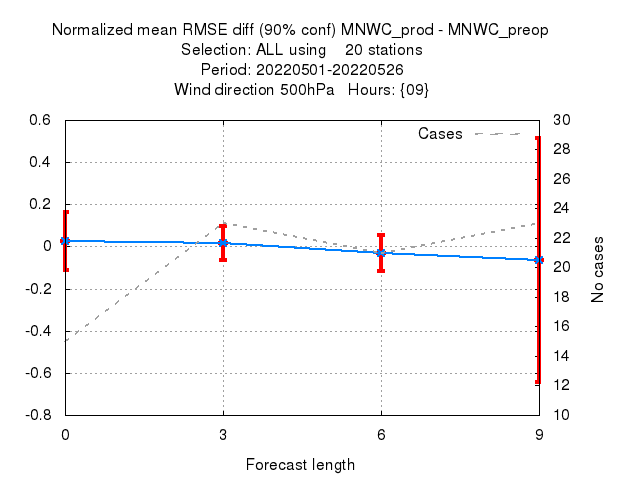 Normalized mean RMSE diff (90% conf) MNWC_prod - MNWC_preop
Selection: ALL using    20 stations
Period: 20220501-20220526
Wind direction 500hPa   Hours: {09}
Cases
0.6
0.4
0.2
0
-0.2
-0.4
-0.6
-0.8
30
28
26
24
22
20
18
16
14
12
10
No cases
0 3 6 9
Forecast length